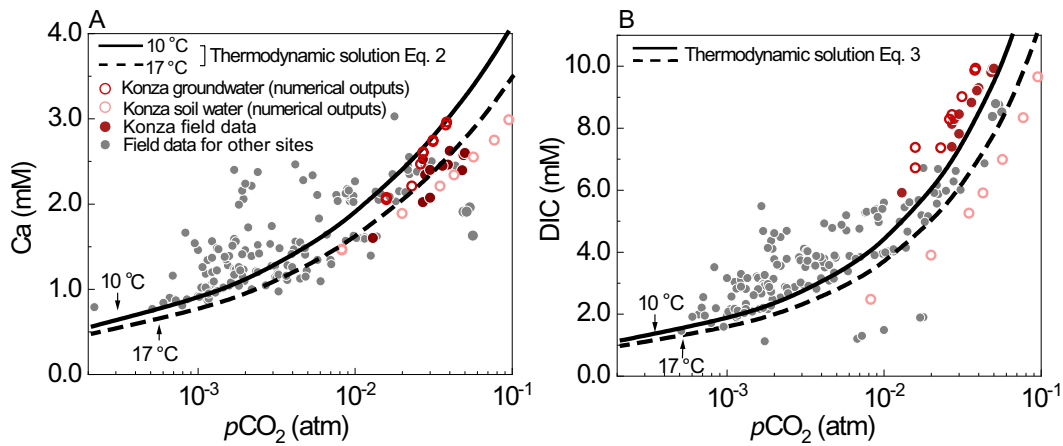 A
4.0
3.0
2.0
1.0
0.0
Ca (mM)
10 °C
17 °C
Thermodynamic solution Eq. 2
Konza groundwater (numerical outputs)
Konza soil water (numerical outputs)
Konza field data
Field data for other sites
10 °C
17 °C
10⁻³
10⁻²
10⁻¹
pCO₂ (atm)
B
10.0
8.0
6.0
4.0
2.0
0.0
DIC (mM)
Thermodynamic solution Eq. 3
10 °C
17 °C
10⁻³
10⁻²
10⁻¹
pCO₂ (atm)